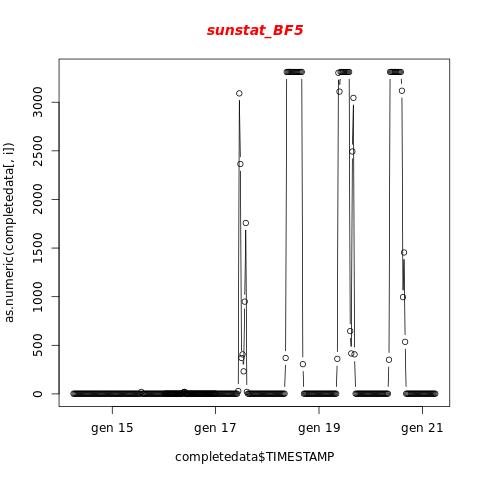 sunstat_BF5
as.numeric(completedata[, i])
3000
2500
2000
1500
1000
500
0
gen 15
gen 17
gen 19
gen 21
completedata$TIMESTAMP